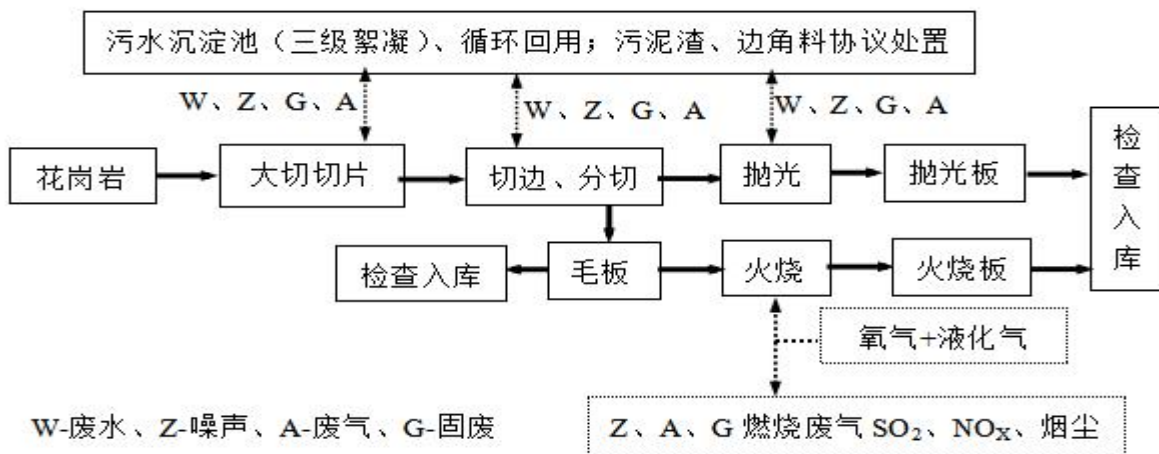 污水沉淀池（三级絮凝）、循环回用；污泥渣、边角料协议处置
W、Z、G、A
W、Z、G、A
W、Z、G、A
花岗岩
大切切片
切边、分切
抛光
抛光板
检查入库
检查入库
毛板
火烧
火烧板
氧气+液化气
W-废水、Z-噪声、A-废气、G-固废
Z、A、G 燃烧废气 SO₂、NOX、烟尘